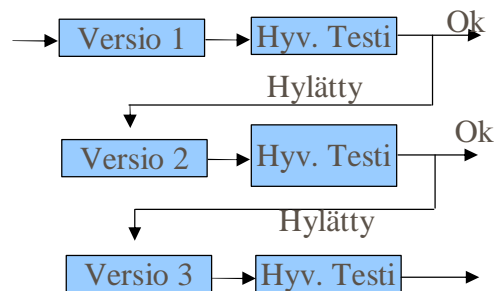 Versio 1 Hyv. Testi Ok
Hylätty
Versio 2 Hyv. Testi Ok
Hylätty
Versio 3 Hyv. Testi